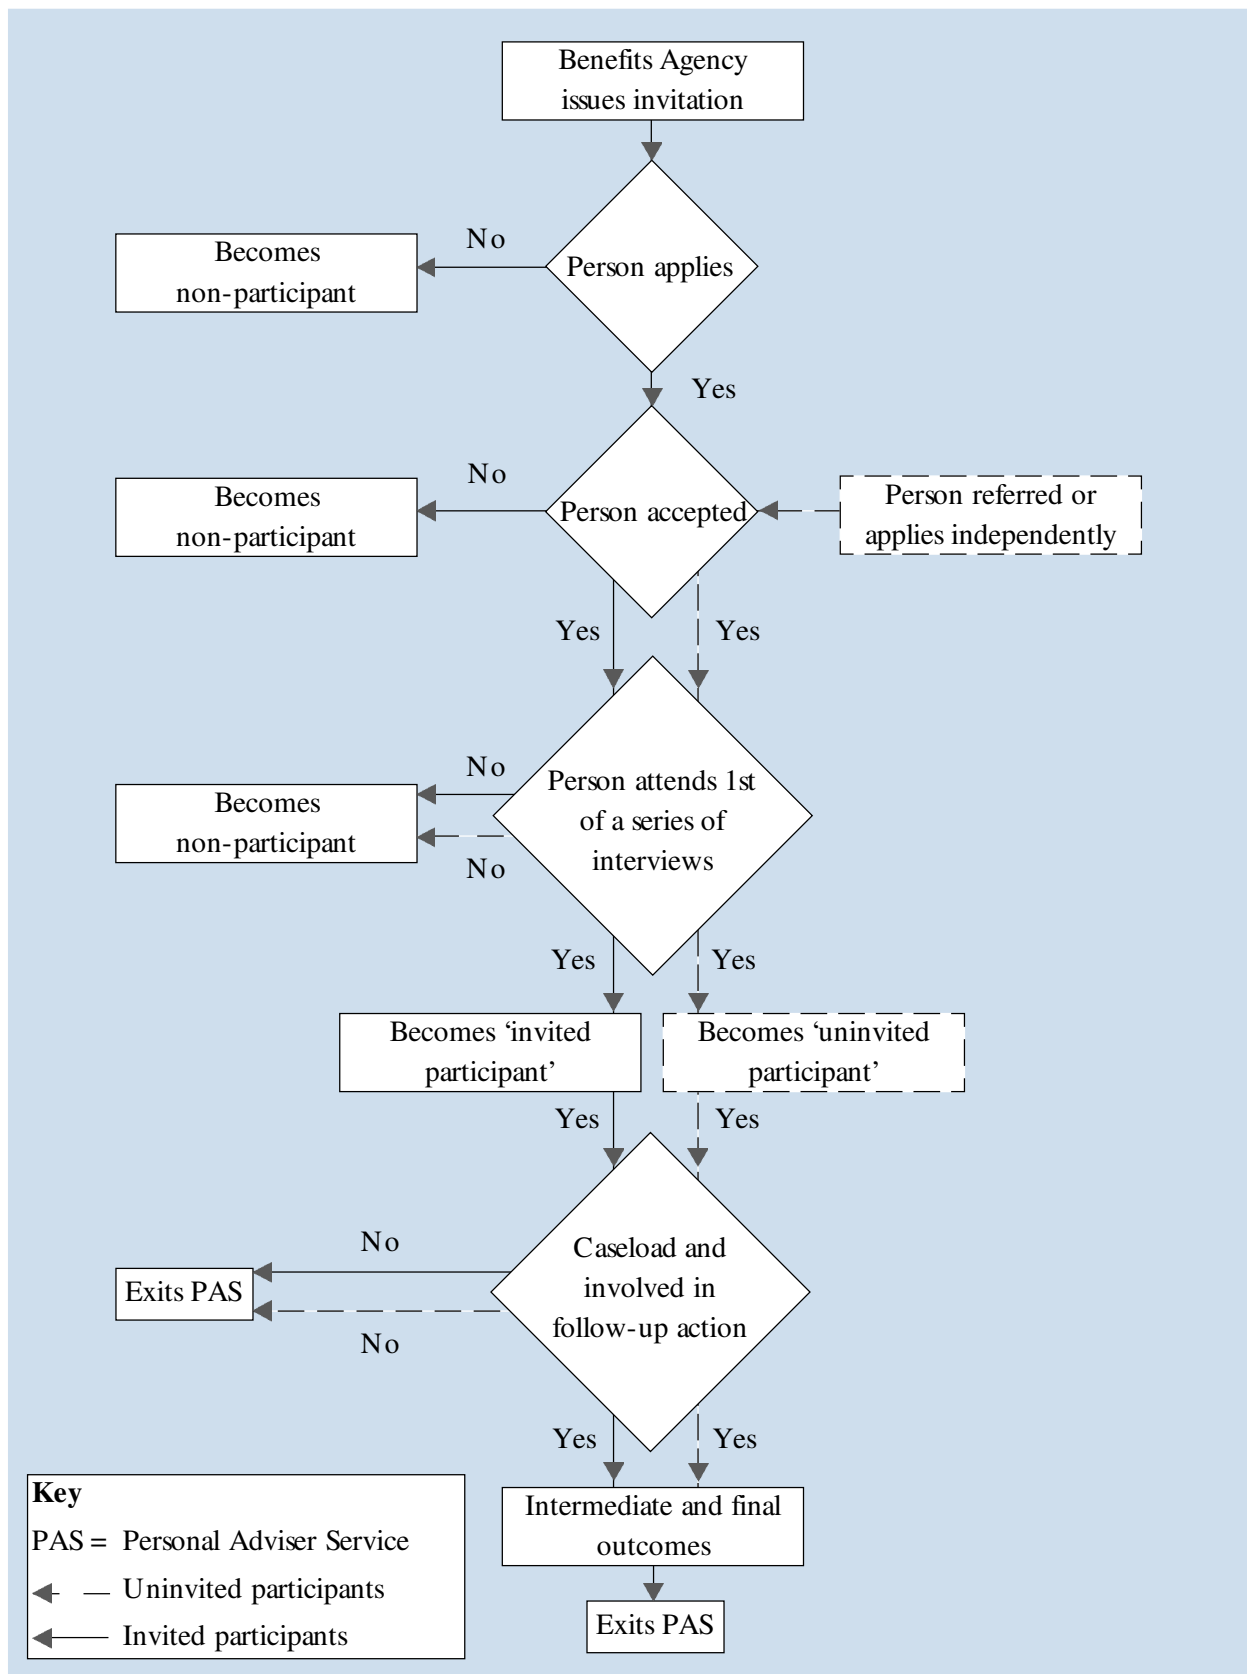 Benefits Agency
issues invitation
No
Becomes
non-participant
Person applies
Yes
No
Becomes
non-participant
Person accepted
Person referred or
applies independently
Yes
Yes
No
Becomes
non-participant
No
Person attends 1st
of a series of
interviews
Yes
Yes
Becomes ‘invited
participant’
Becomes ‘uninvited
participant’
Yes
Yes
No
Exits PAS
No
Caseload and
involved in
follow-up action
Yes
Yes
Intermediate and final
outcomes
Exits PAS
Key
PAS = Personal Adviser Service
Uninvited participants
Invited participants